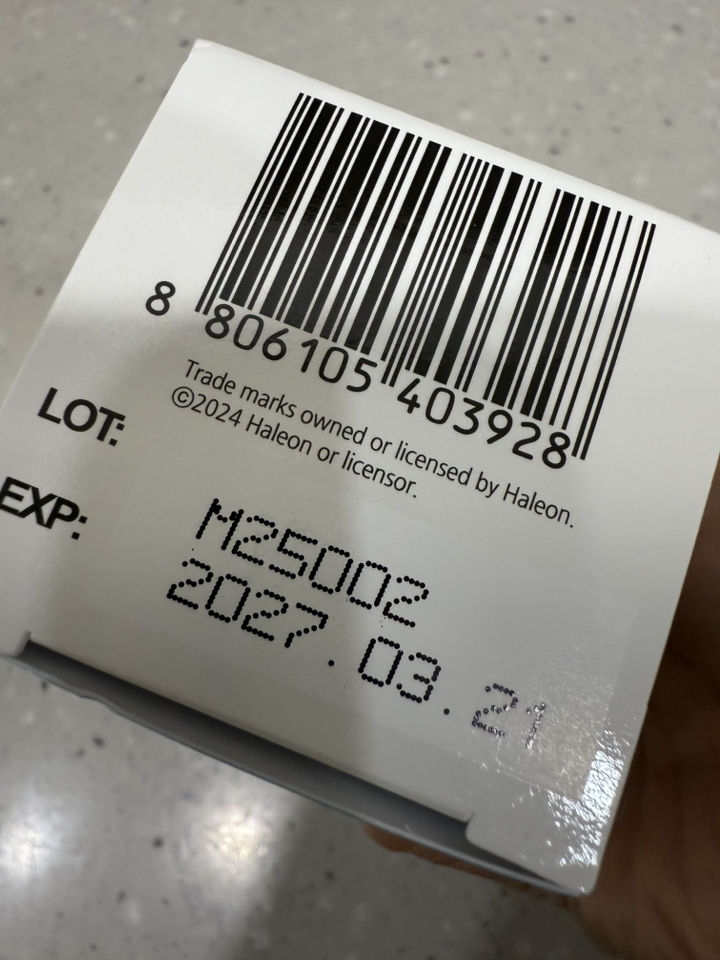 8 806105 403928
Trade marks owned or licensed by Haleon.
©2024 Haleon or licensor.
LOT: M25002
EXP: 2027.03.21